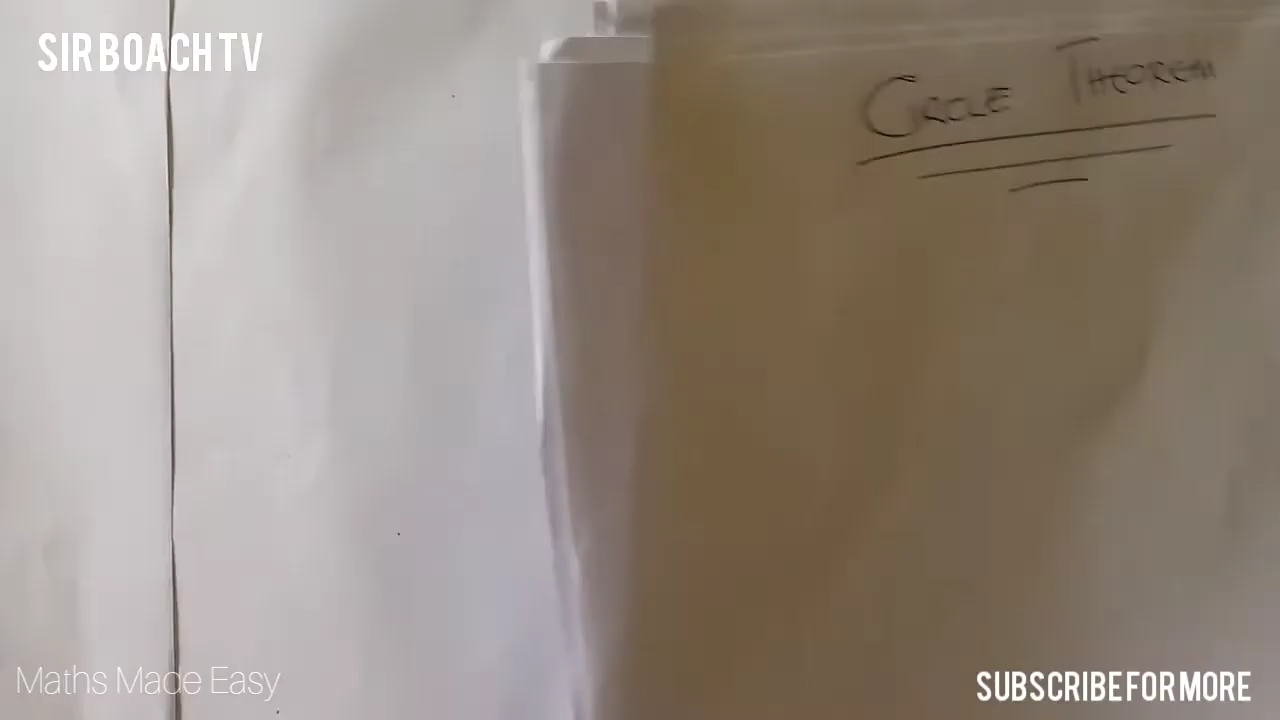 SIR BOACH TV
CIRCLE THEOREM
Maths Made Easy
SUBSCRIBE FOR MORE